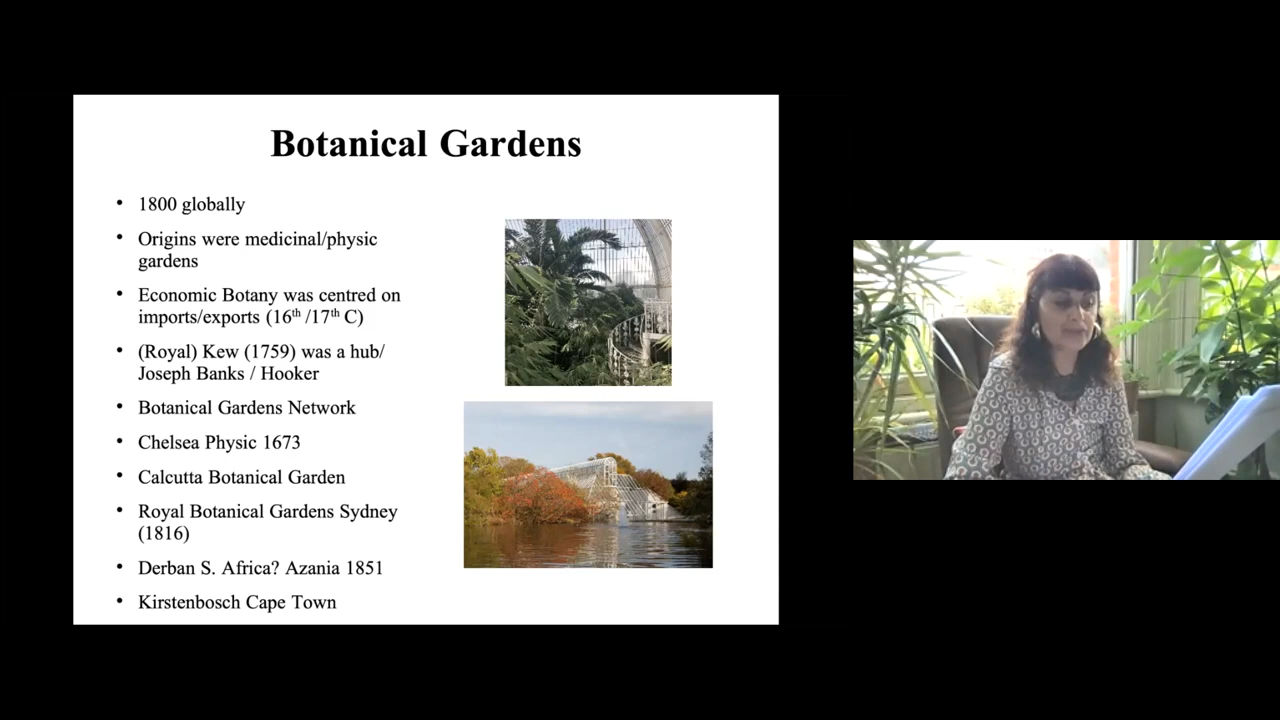 Botanical Gardens
• 1800 globally
• Origins were medicinal/physic
gardens
• Economic Botany was centred on
imports/exports (16th /17th C)
• (Royal) Kew (1759) was a hub/
Joseph Banks / Hooker
• Botanical Gardens Network
• Chelsea Physic 1673
• Calcutta Botanical Garden
• Royal Botanical Gardens Sydney
(1816)
• Derban S. Africa? Azania 1851
• Kirstenbosch Cape Town